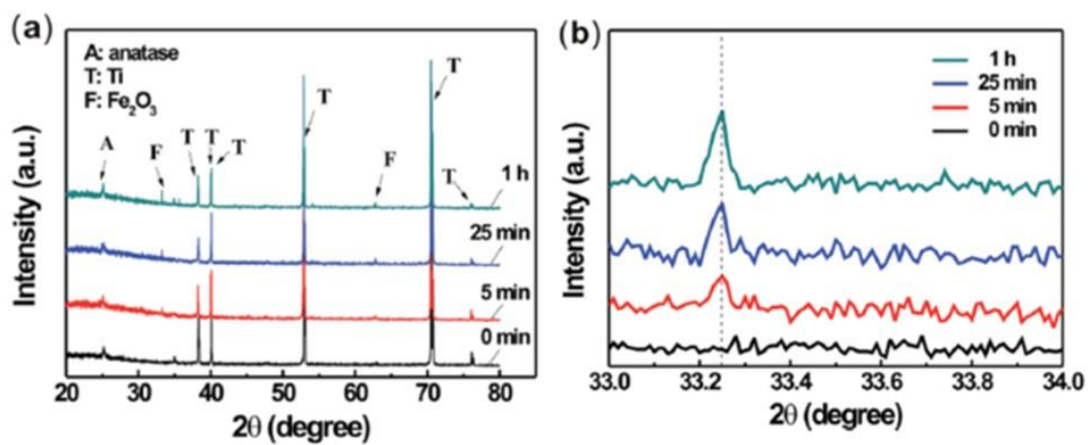 (a)
A: anatase
T: Ti
F: Fe₂O₃
A
F
T
T
T
T
F
T
T
1 h
25 min
5 min
0 min
Intensity (a.u.)
20 30 40 50 60 70 80
2θ (degree)
(b)
1 h
25 min
5 min
0 min
Intensity (a.u.)
33.0 33.2 33.4 33.6 33.8 34.0
2θ (degree)